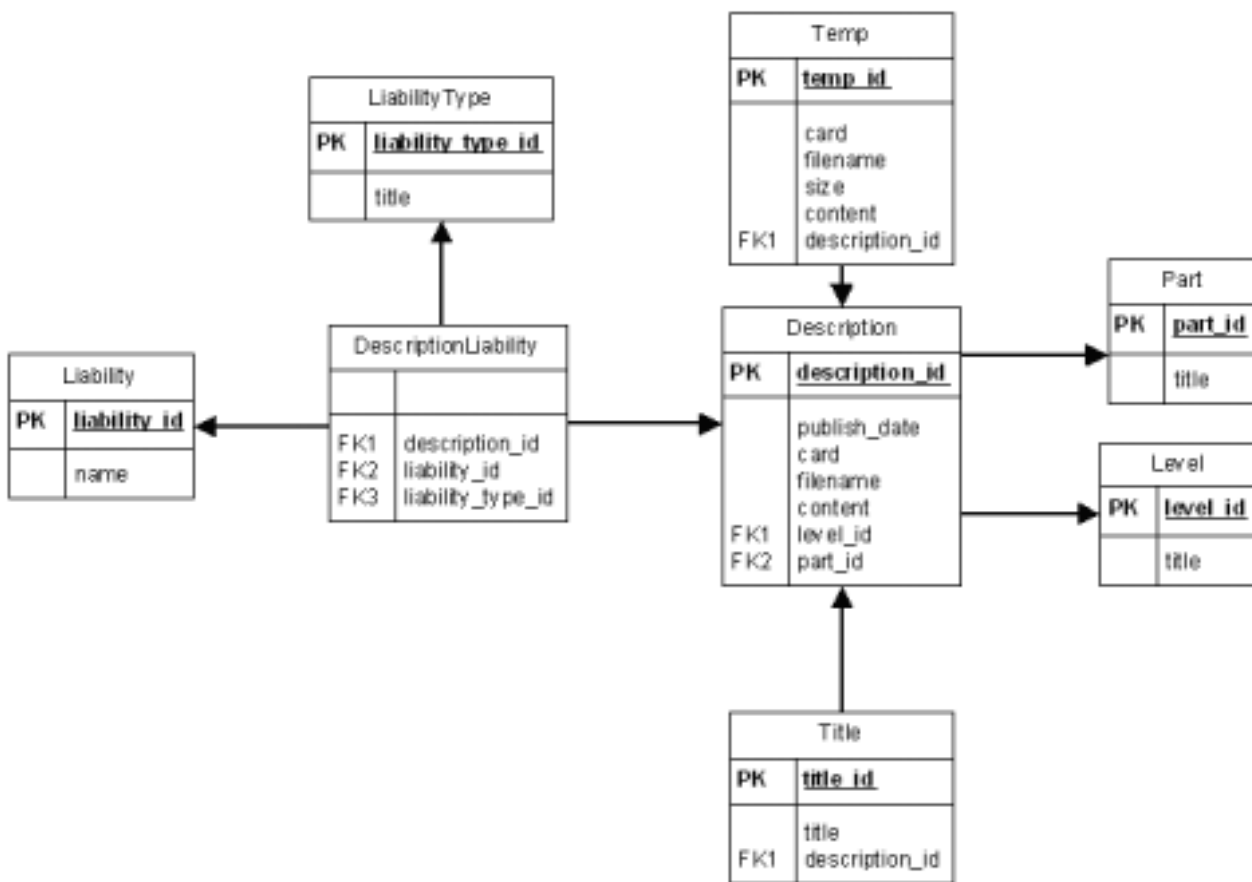 Temp
PK temp_id
card
filename
size
content
FK1 description_id
LiabilityType
PK liability_type_id
title
Part
PK part_id
title
Description
PK description_id
publish_date
card
filename
content
FK1 level_id
FK2 part_id
DescriptionLiability
FK1 description_id
FK2 liability_id
FK3 liability_type_id
Liability
PK liability_id
name
Level
PK level_id
title
Title
PK title_id
title
FK1 description_id